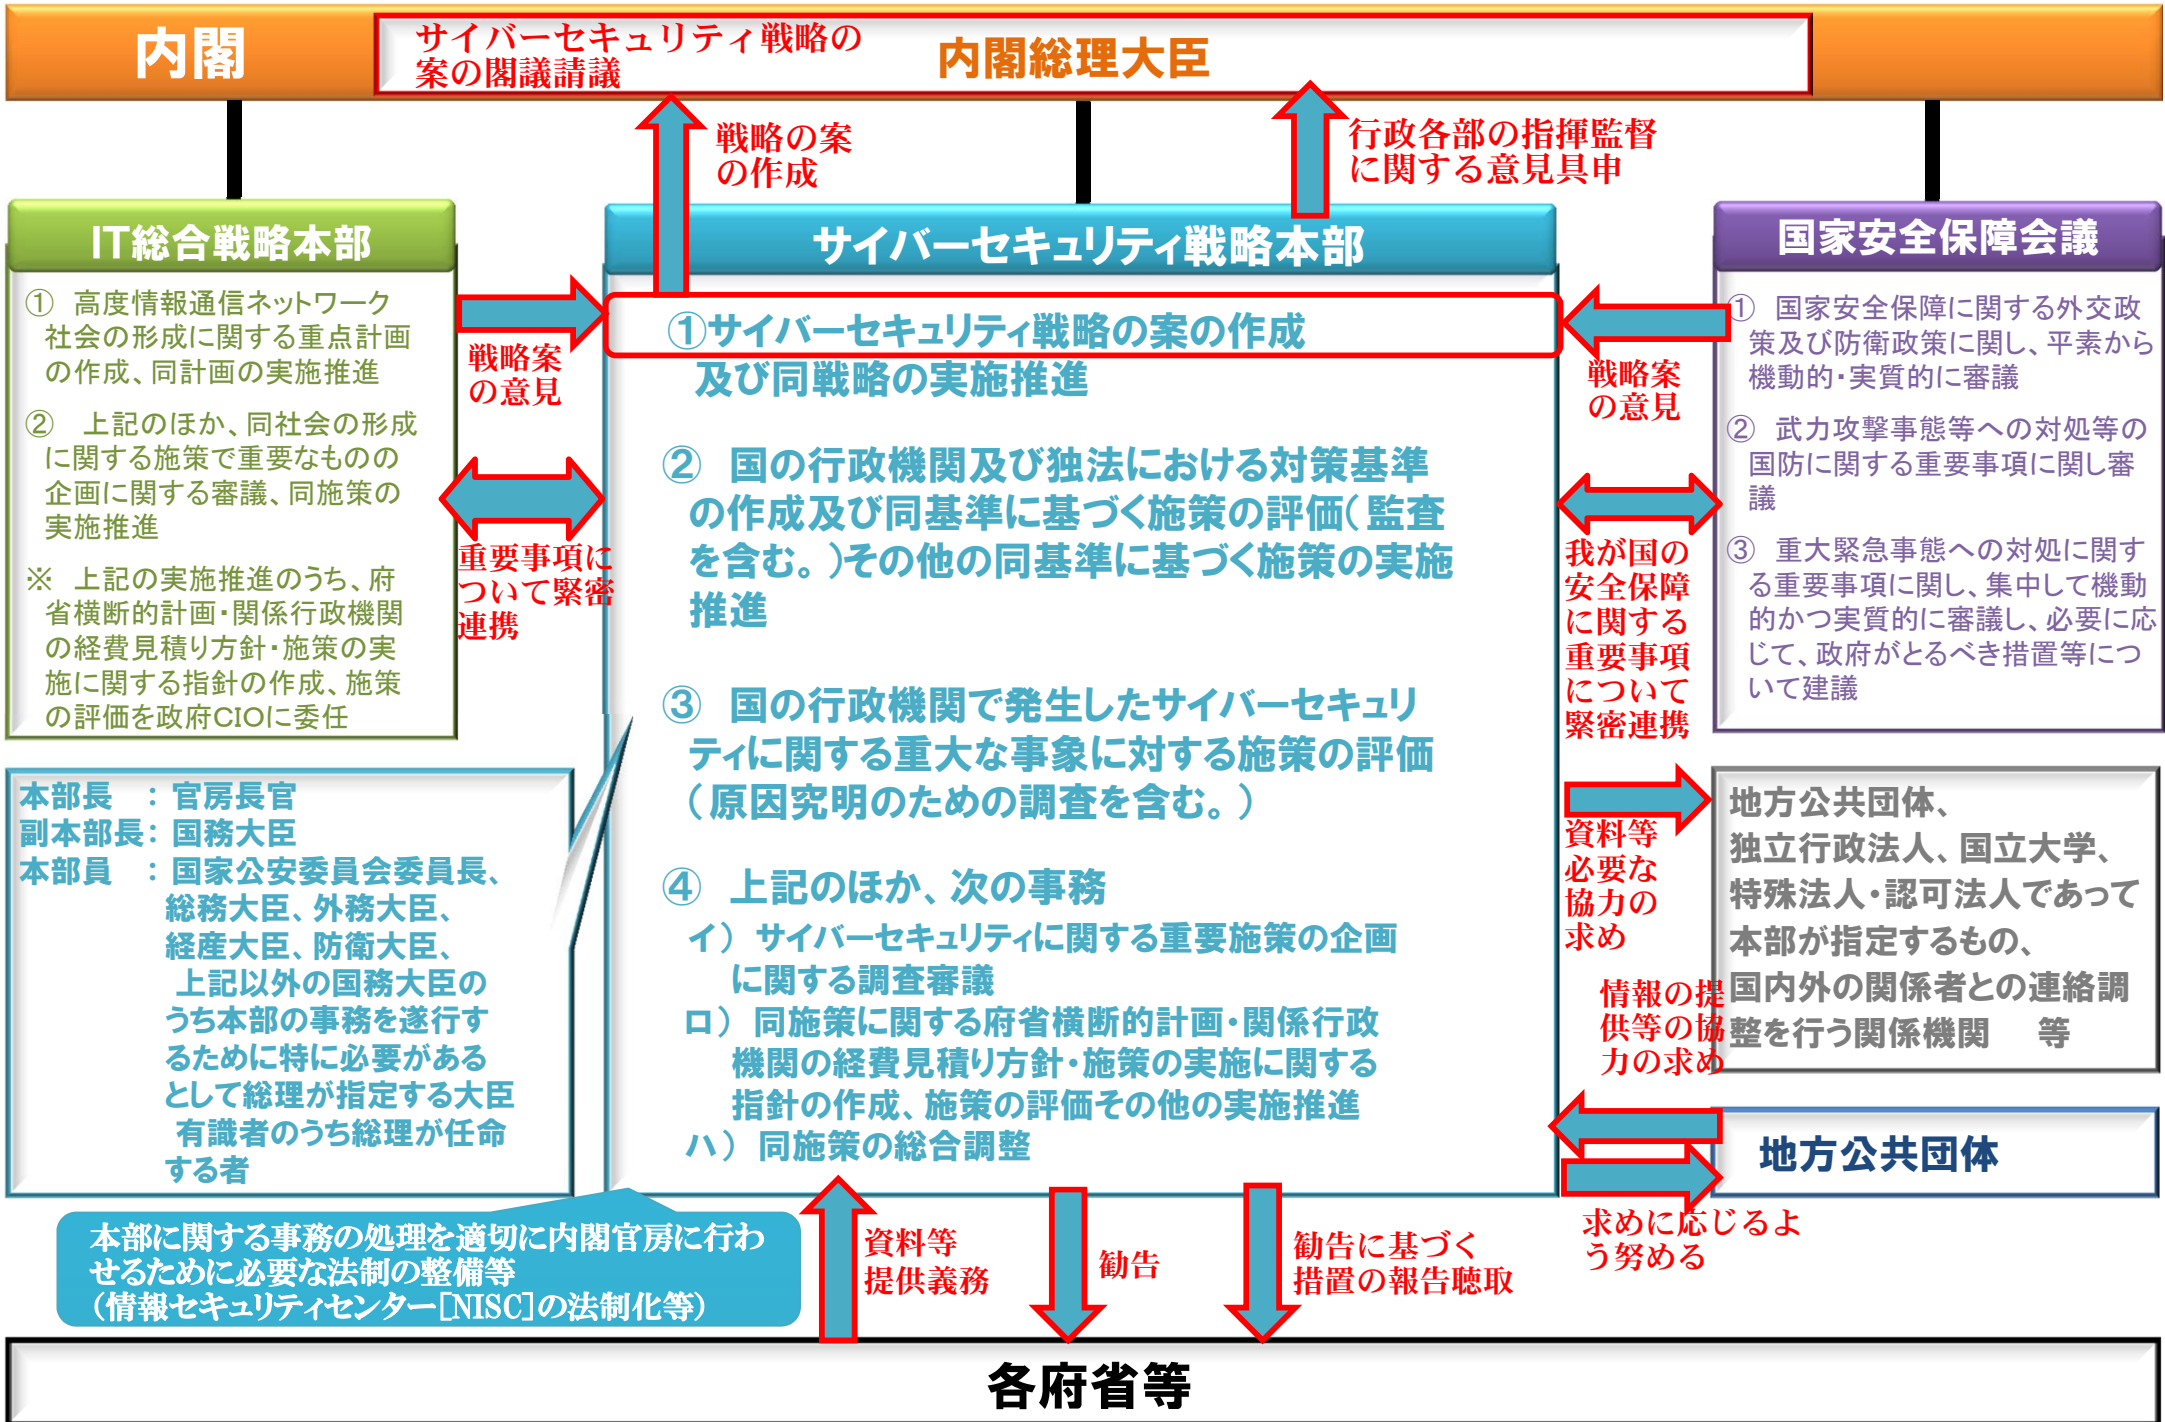 内閣
サイバーセキュリティ戦略の
案の閣議請議
内閣総理大臣
戦略の案
の作成
行政各部の指揮監督
に関する意見具申
IT総合戦略本部
① 高度情報通信ネットワーク
社会の形成に関する重点計画
の作成、同計画の実施推進
② 上記のほか、同社会の形成
に関する施策で重要なものの
企画に関する審議、同施策の
実施推進
※ 上記の実施推進のうち、府
省横断的計画・関係行政機関
の経費見積り方針・施策の実
施に関する指針の作成、施策
の評価を政府CIOに委任
戦略案
の意見
重要事項に
ついて緊密
連携
サイバーセキュリティ戦略本部
①サイバーセキュリティ戦略の案の作成
及び同戦略の実施推進
② 国の行政機関及び独法における対策基準
の作成及び同基準に基づく施策の評価(監査
を含む。)その他の同基準に基づく施策の実施
推進
③ 国の行政機関で発生したサイバーセキュリ
ティに関する重大な事象に対する施策の評価
(原因究明のための調査を含む。)
④ 上記のほか、次の事務
イ) サイバーセキュリティに関する重要施策の企画
に関する調査審議
ロ) 同施策に関する府省横断的計画・関係行政
機関の経費見積り方針・施策の実施に関する
指針の作成、施策の評価その他の実施推進
ハ) 同施策の総合調整
戦略案
の意見
我が国の
安全保障
に関する
重要事項
について
緊密連携
国家安全保障会議
① 国家安全保障に関する外交政
策及び防衛政策に関し、平素から
機動的・実質的に審議
② 武力攻撃事態等への対処等の
国防に関する重要事項に関し審
議
③ 重大緊急事態への対処に関す
る重要事項に関し、集中して機動
的かつ実質的に審議し、必要に応
じて、政府がとるべき措置等につ
いて建議
本部長 : 官房長官
副本部長: 国務大臣
本部員 : 国家公安委員会委員長、
総務大臣、外務大臣、
経産大臣、防衛大臣、
上記以外の国務大臣の
うち本部の事務を遂行す
るために特に必要がある
として総理が指定する大臣
有識者のうち総理が任命
する者
資料等
必要な
協力の
求め
地方公共団体、
独立行政法人、国立大学、
特殊法人・認可法人であって
本部が指定するもの、
国内外の関係者との連絡調
整を行う関係機関 等
情報の提
供等の協
力の求め
地方公共団体
求めに応じるよ
う努める
本部に関する事務の処理を適切に内閣官房に行わ
せるために必要な法制の整備等
(情報セキュリティセンター[NISC]の法制化等)
資料等
提供義務
勧告
勧告に基づく
措置の報告聴取
各府省等